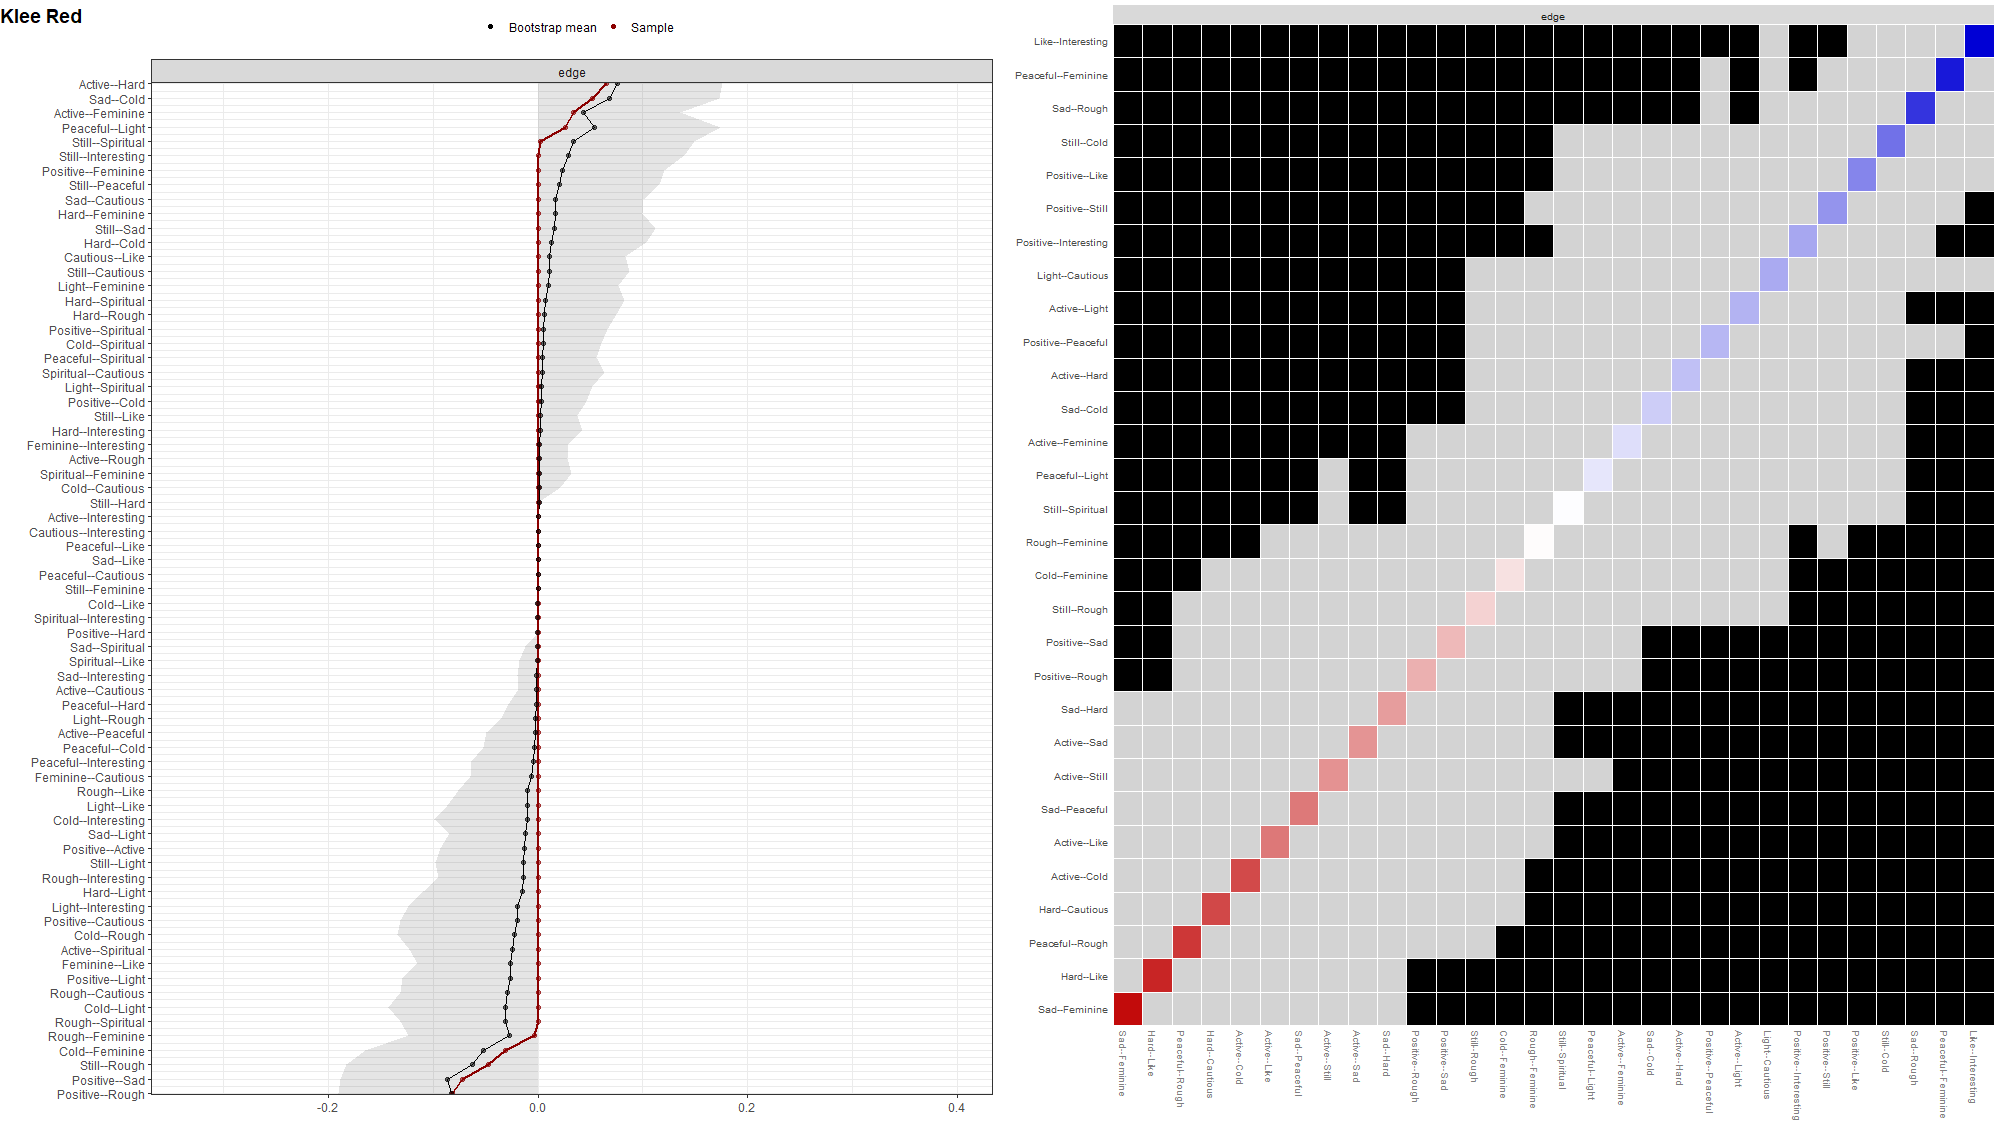 Klee Red
Bootstrap mean
Sample
edge
Active--Hard
Sad--Cold
Active--Feminine
Peaceful--Light
Still--Spiritual
Still--Interesting
Positive--Feminine
Still--Peaceful
Sad--Cautious
Hard--Feminine
Still--Sad
Hard--Cold
Cautious--Like
Still--Cautious
Light--Feminine
Hard--Spiritual
Hard--Rough
Positive--Spiritual
Cold--Spiritual
Peaceful--Spiritual
Spiritual--Cautious
Light--Spiritual
Positive--Cold
Still--Like
Hard--Interesting
Feminine--Interesting
Active--Rough
Spiritual--Feminine
Cold--Cautious
Still--Hard
Active--Interesting
Cautious--Interesting
Peaceful--Like
Sad--Like
Peaceful--Cautious
Still--Feminine
Cold--Like
Spiritual--Interesting
Positive--Hard
Sad--Spiritual
Spiritual--Like
Sad--Interesting
Active--Cautious
Peaceful--Hard
Light--Rough
Active--Peaceful
Peaceful--Cold
Peaceful--Interesting
Feminine--Cautious
Rough--Like
Light--Like
Cold--Interesting
Sad--Light
Positive--Active
Still--Light
Rough--Interesting
Hard--Light
Light--Interesting
Positive--Cautious
Cold--Rough
Active--Spiritual
Feminine--Like
Positive--Light
Rough--Cautious
Cold--Light
Rough--Spiritual
Rough--Feminine
Cold--Feminine
Still--Rough
Positive--Sad
Positive--Rough
-0.2
0.0
0.2
0.4
edge
Like--Interesting
Peaceful--Feminine
Sad--Rough
Still--Cold
Positive--Like
Positive--Still
Positive--Interesting
Light--Cautious
Active--Light
Positive--Peaceful
Active--Hard
Sad--Cold
Active--Feminine
Peaceful--Light
Still--Spiritual
Rough--Feminine
Cold--Feminine
Still--Rough
Positive--Sad
Positive--Rough
Sad--Hard
Active--Sad
Active--Still
Sad--Peaceful
Active--Like
Active--Cold
Hard--Cautious
Peaceful--Rough
Hard--Like
Sad--Feminine
Sad--Feminine
Hard--Like
Peaceful--Rough
Hard--Cautious
Active--Cold
Active--Like
Sad--Peaceful
Active--Still
Active--Sad
Sad--Hard
Positive--Rough
Positive--Sad
Still--Rough
Cold--Feminine
Rough--Feminine
Still--Spiritual
Peaceful--Light
Active--Feminine
Sad--Cold
Active--Hard
Positive--Peaceful
Active--Light
Light--Cautious
Positive--Interesting
Positive--Still
Positive--Like
Still--Cold
Sad--Rough
Peaceful--Feminine
Like--Interesting